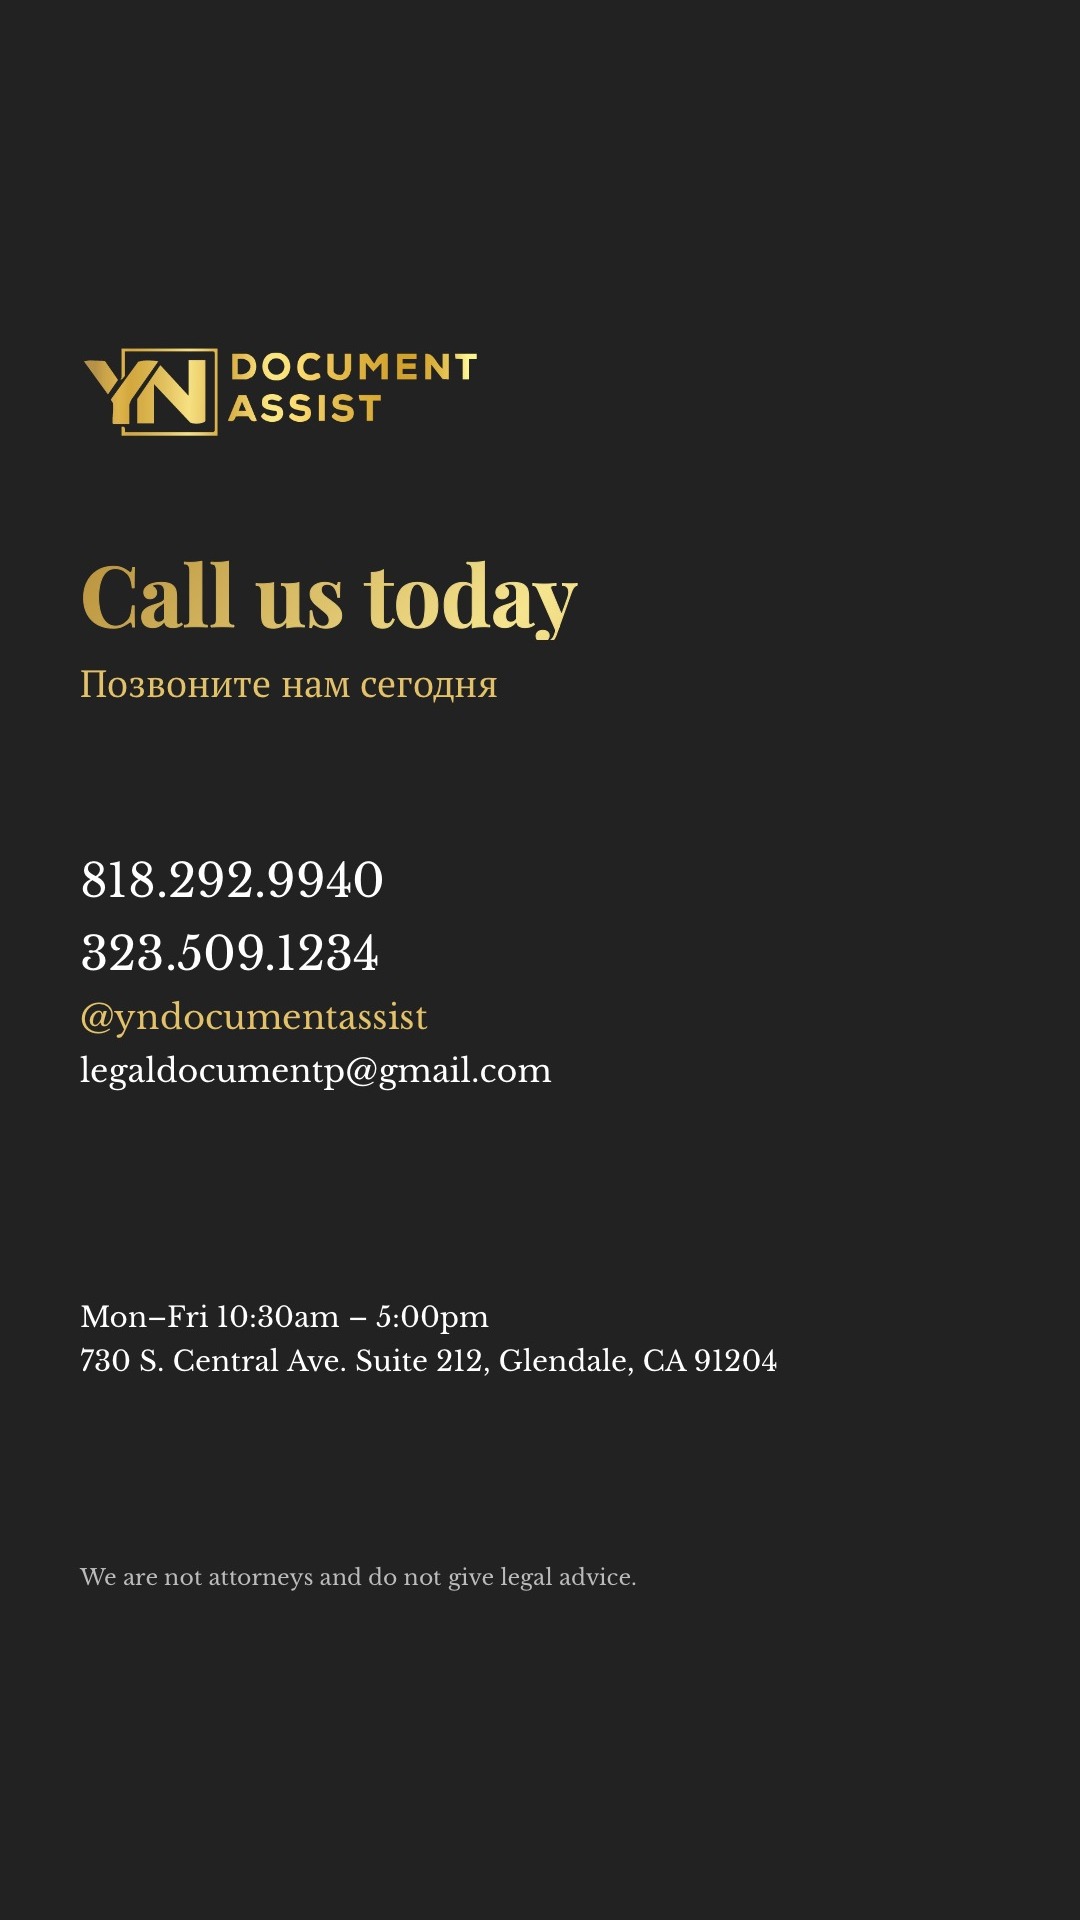 YN DOCUMENT
ASSIST
Call us today
Позвоните нам сегодня
818.292.9940
323.509.1234
@yndocumentassist
legaldocumentp@gmail.com
Mon–Fri 10:30am – 5:00pm
730 S. Central Ave. Suite 212, Glendale, CA 91204
We are not attorneys and do not give legal advice.